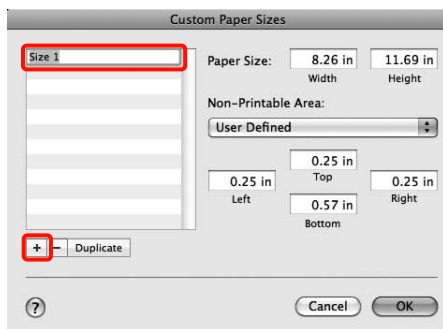 Custom Paper Sizes
Size 1
Paper Size:
8.26 in
11.69 in
Width
Height
Non-Printable Area:
User Defined
0.25 in
Top
0.25 in
0.25 in
Left
Right
0.57 in
Bottom
+ − Duplicate
?
Cancel
OK